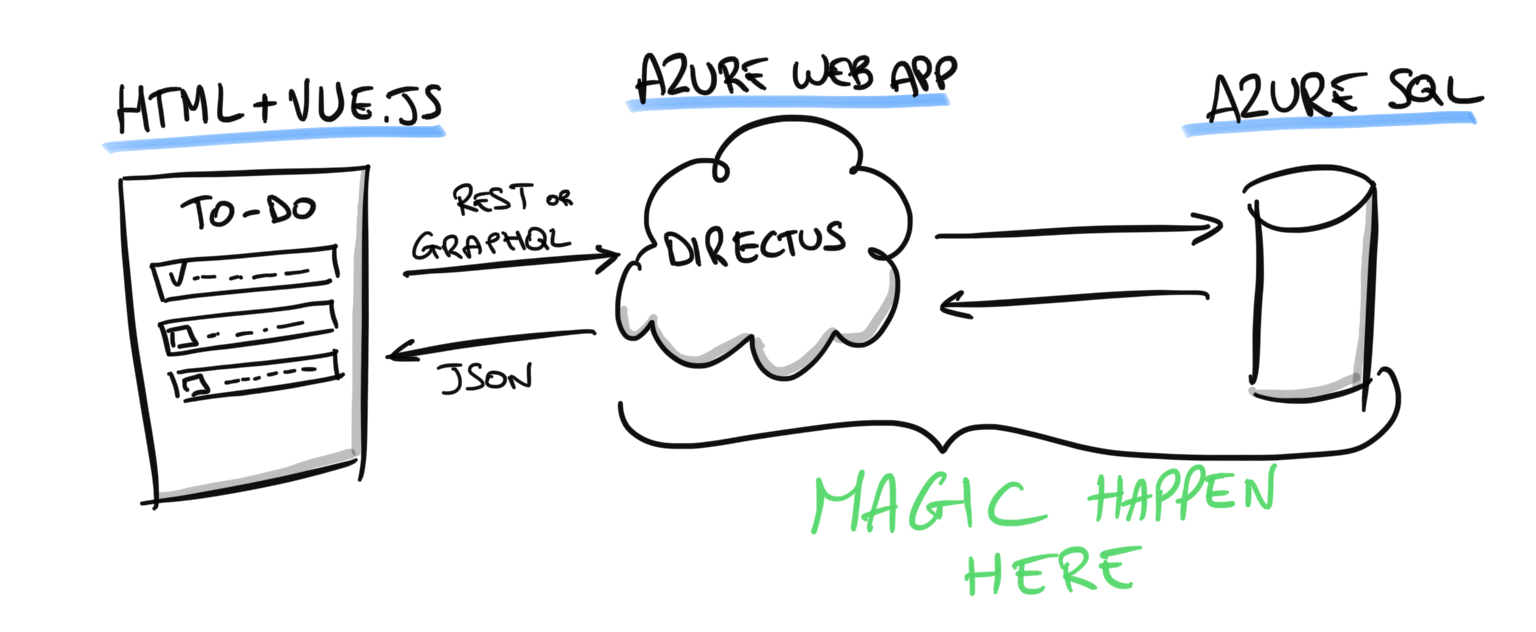 HTML + VUE.JS
AZURE WEB APP
AZURE SQL
TO-DO
REST OR
GRAPHQL
DIRECTUS
JSON
MAGIC HAPPEN
HERE